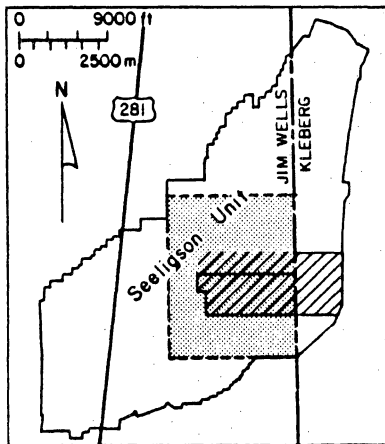 0 9000 ft
0 2500 m
N
281
JIM WELLS
KLEBERG
Seeligson Unit